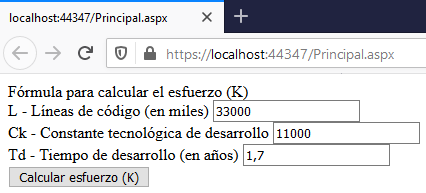 localhost:44347/Principal.aspx
https://localhost:44347/Principal.aspx
Fórmula para calcular el esfuerzo (K)
L - Líneas de código (en miles) 33000
Ck - Constante tecnológica de desarrollo 11000
Td - Tiempo de desarrollo (en años) 1,7
Calcular esfuerzo (K)